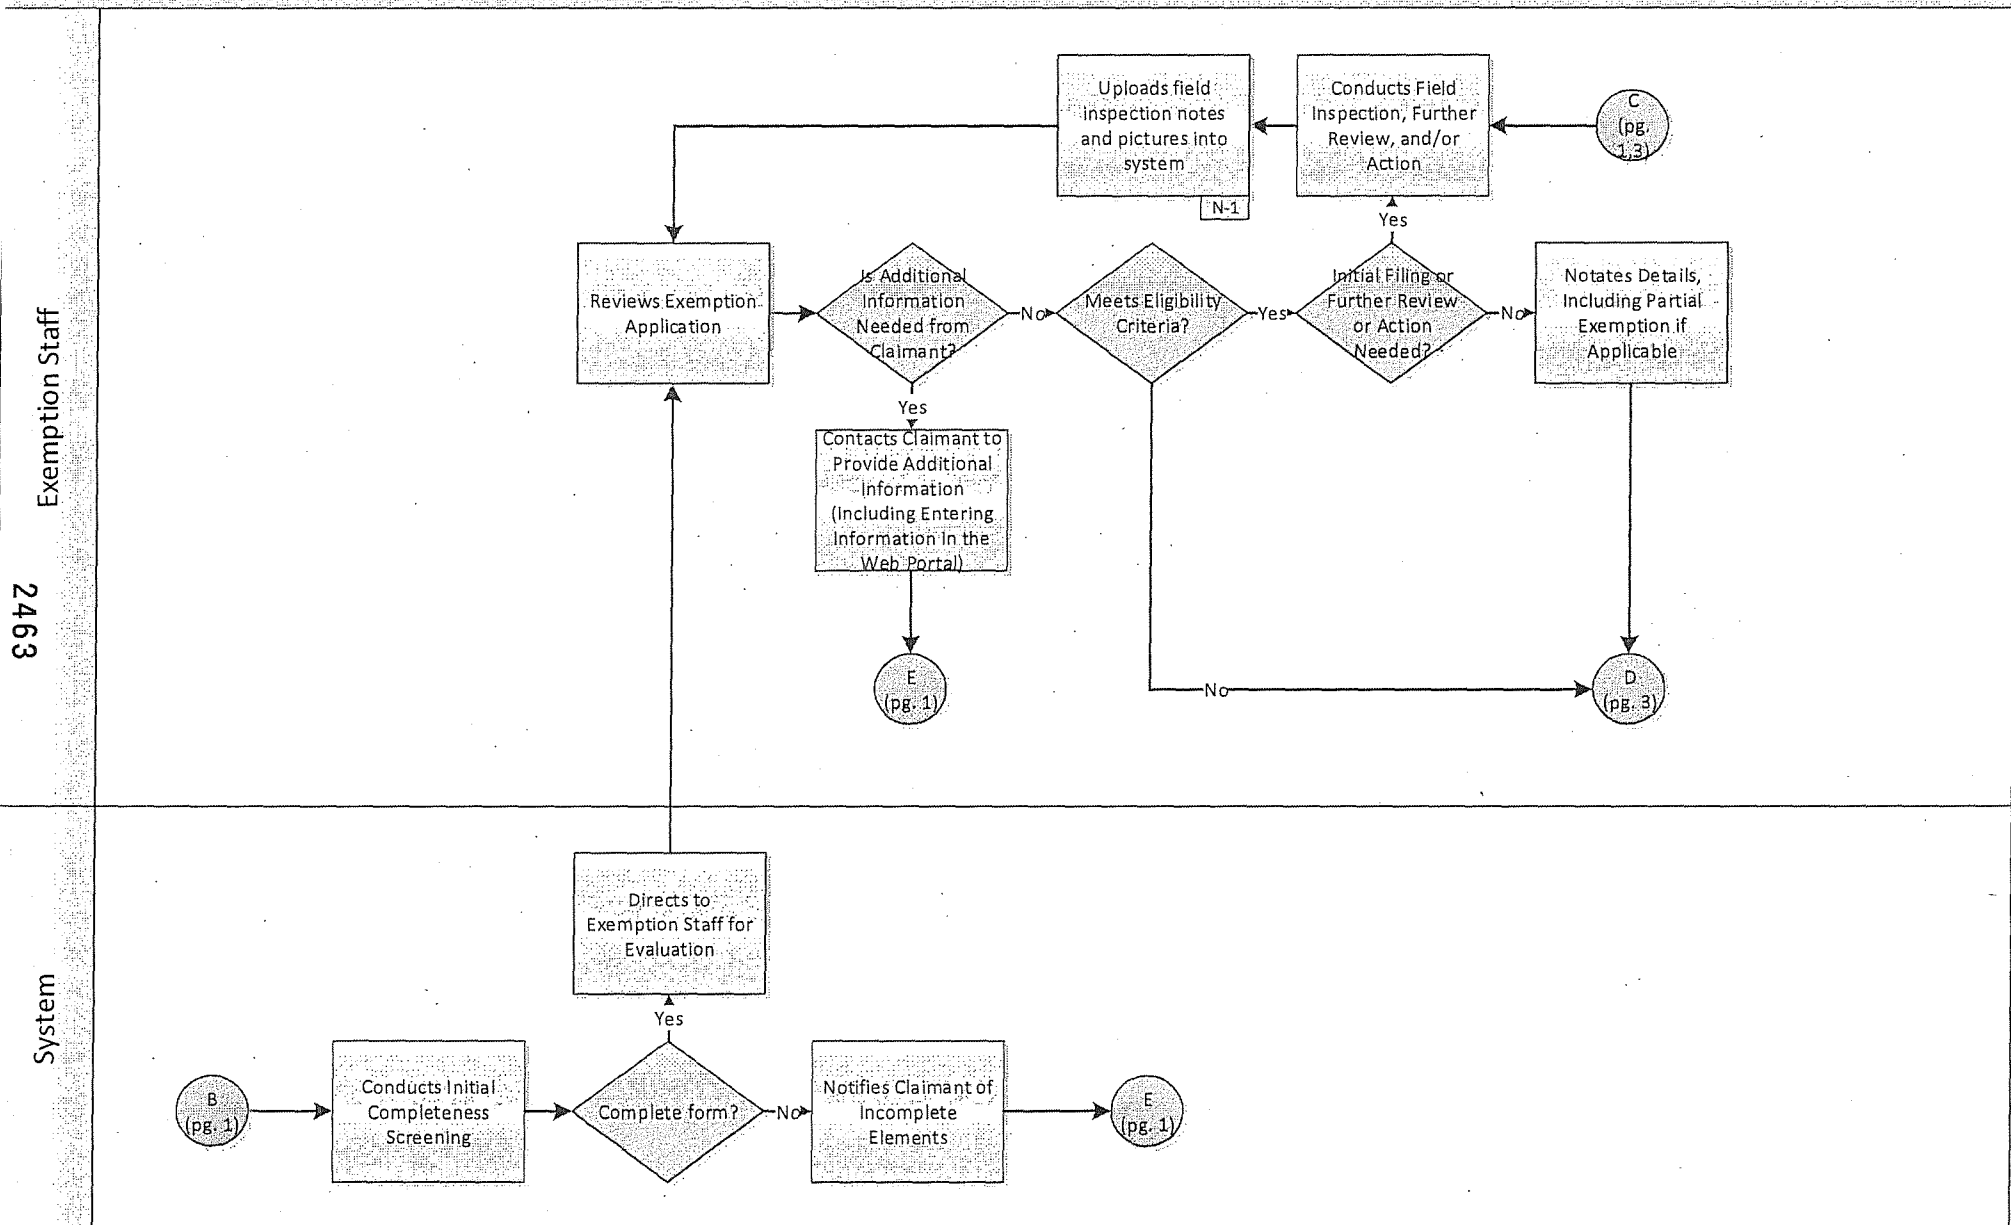 Exemption Staff
2463
System
Uploads field
inspection notes
and pictures into
system
N-1
Conducts Field
Inspection, Further
Review, and/or
Action
C
(pg.
1,3)
Yes
Reviews Exemption
Application
Is Additional
Information
Needed from
Claimant?
No
Meets Eligibility
Criteria?
Yes
Initial Filing or
Further Review
or Action
Needed?
No
Notates Details,
Including Partial
Exemption if
Applicable
Yes
Contacts Claimant to
Provide Additional
Information
(Including Entering
Information in the
Web Portal)
E
(pg. 1)
No
D
(pg. 3)
Directs to
Exemption Staff for
Evaluation
Yes
B
(pg. 1)
Conducts Initial
Completeness
Screening
Complete form?
No
Notifies Claimant of
Incomplete
Elements
E
(pg. 1)